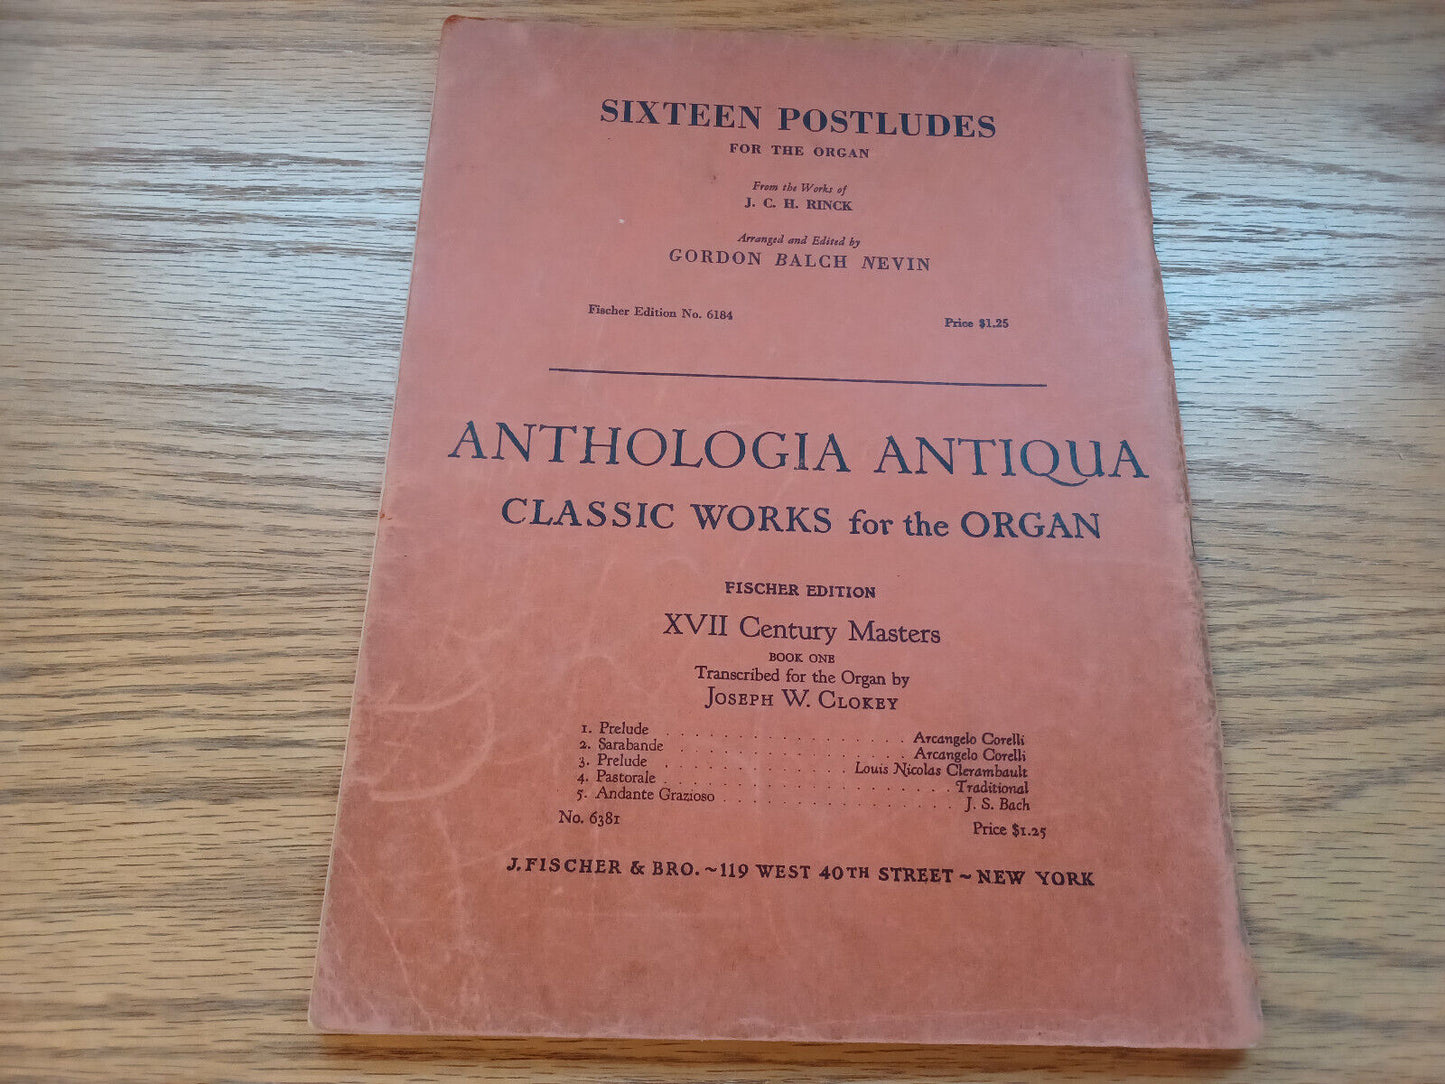 SIXTEEN POSTLUDES
FOR THE ORGAN
From the Works of
J. C. H. RINCK
Arranged and Edited by
GORDON BALCH NEVIN
Fischer Edition No. 6184 Price $1.25
ANTHOLOGIA ANTIQUA
CLASSIC WORKS for the ORGAN
FISCHER EDITION
XVII Century Masters
BOOK ONE
Transcribed for the Organ by
JOSEPH W. CLOKEY
1. Prelude . . . . . . . . . . . . . . . . Arcangelo Corelli
2. Sarabande . . . . . . . . . . . . . . . Arcangelo Corelli
3. Prelude . . . . . . . . . . . . Louis Nicolas Clerambault
4. Pastorale . . . . . . . . . . . . . . . . . . Traditional
5. Andante Grazioso . . . . . . . . . . . . . . . J. S. Bach
No. 6381 Price $1.25
J. FISCHER & BRO. ~ 119 WEST 40TH STREET ~ NEW YORK